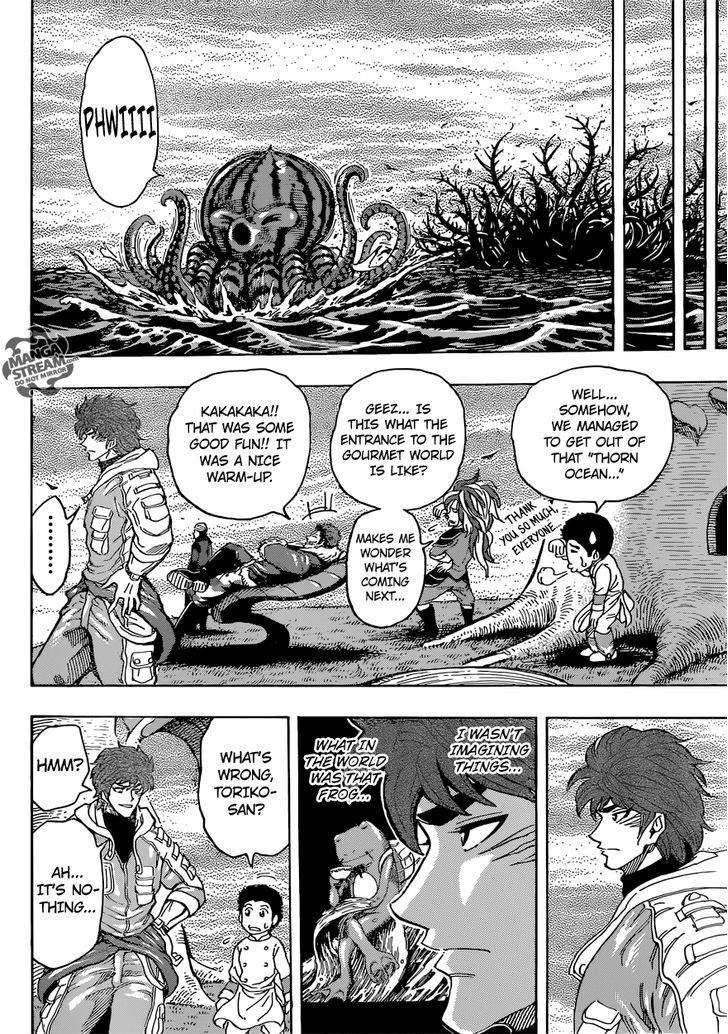 PHWIIII
MANGA
STREAM.com
DO NOT MIRROR
WELL...
SOMEHOW,
WE MANAGED
TO GET OUT OF
THAT "THORN
OCEAN..."
THANK
YOU SO MUCH,
EVERYONE
GEEZ... IS
THIS WHAT THE
ENTRANCE TO
THE GOURMET
WORLD
IS LIKE?
MAKES ME
WONDER
WHAT'S
COMING
NEXT...
KAKAKAKA!!
THAT WAS SOME
GOOD FUN!! IT
WAS A NICE
WARM-UP.
........
I WASN'T
IMAGINING
THINGS...
WHAT IN
THE WORLD
WAS THAT
FROG...
WHAT'S
WRONG,
TORIKO-
SAN?
HMM?
AH...
IT'S NO-
THING...